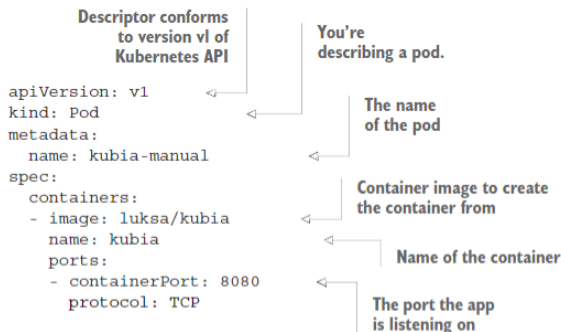 Descriptor conforms
to version vl of
Kubernetes API
You're
describing a pod.
apiVersion: v1
kind: Pod
The name
of the pod
metadata:
  name: kubia-manual
spec:
  containers:
Container image to create
the container from
  - image: luksa/kubia
    name: kubia
Name of the container
    ports:
    - containerPort: 8080
      protocol: TCP
The port the app
is listening on